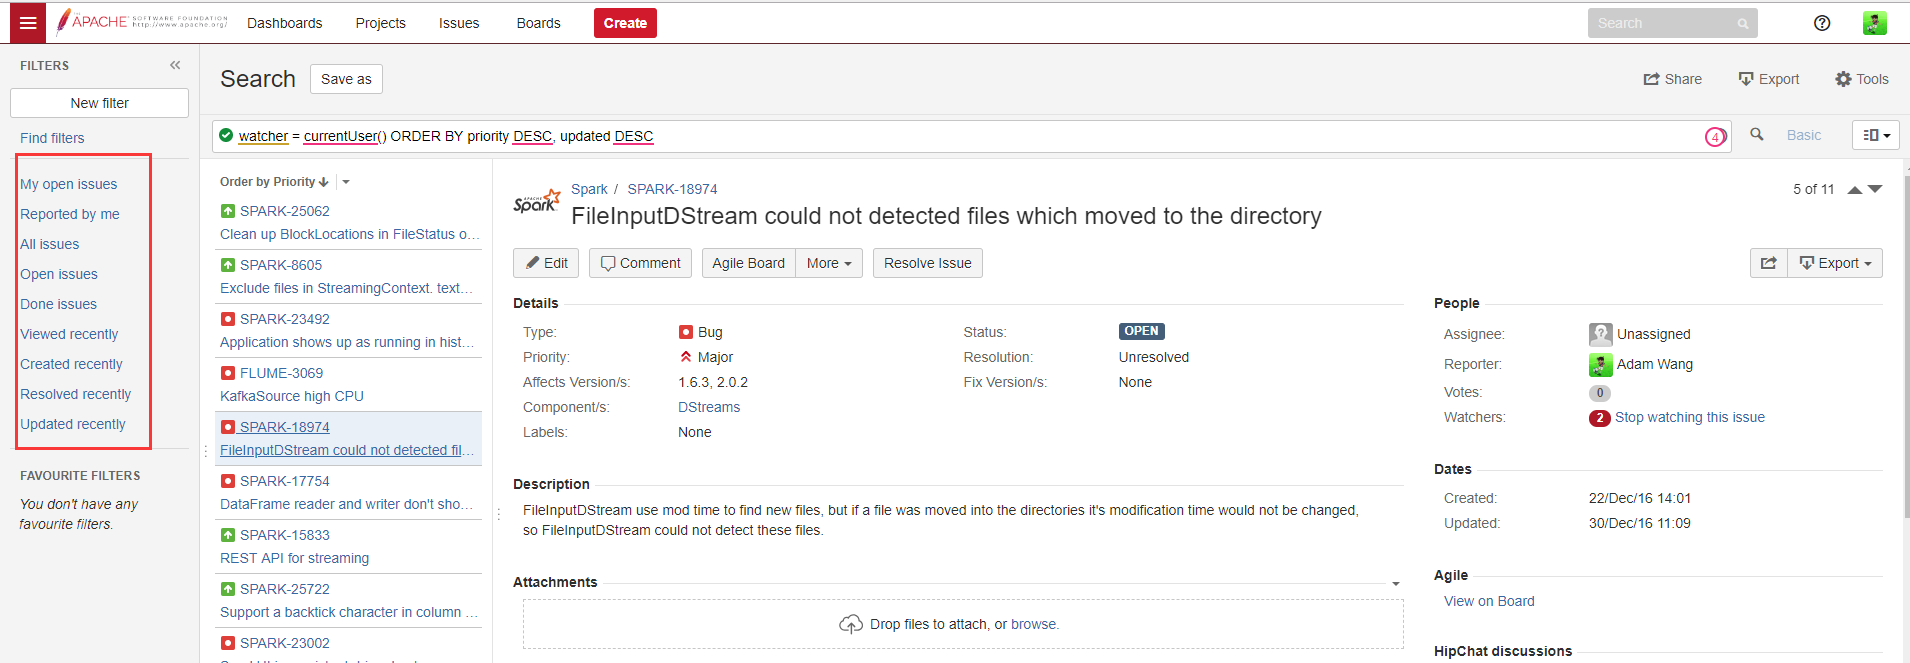 THE
APACHE SOFTWARE FOUNDATION
http://www.apache.org/
Dashboards Projects Issues Boards Create
Search
FILTERS
New filter
Find filters
My open issues
Reported by me
All issues
Open issues
Done issues
Viewed recently
Created recently
Resolved recently
Updated recently
FAVOURITE FILTERS
You don't have any
favourite filters.
Search Save as
Share Export Tools
watcher = currentUser() ORDER BY priority DESC, updated DESC
4
Basic
Order by Priority
SPARK-25062
Clean up BlockLocations in FileStatus o...
SPARK-8605
Exclude files in StreamingContext. text...
SPARK-23492
Application shows up as running in hist...
FLUME-3069
KafkaSource high CPU
SPARK-18974
FileInputDStream could not detected fil...
SPARK-17754
DataFrame reader and writer don't sho...
SPARK-15833
REST API for streaming
SPARK-25722
Support a backtick character in column ...
SPARK-23002
APACHE
Spark
Spark / SPARK-18974
5 of 11
FileInputDStream could not detected files which moved to the directory
Edit Comment Agile Board More Resolve Issue
Export
Details
Type: Bug
Status: OPEN
Priority: Major
Resolution: Unresolved
Affects Version/s: 1.6.3, 2.0.2
Fix Version/s: None
Component/s: DStreams
Labels: None
Description
FileInputDStream use mod time to find new files, but if a file was moved into the directories it's modification time would not be changed,
so FileInputDStream could not detect these files.
Attachments
Drop files to attach, or browse.
People
Assignee: Unassigned
Reporter: Adam Wang
Votes: 0
Watchers: 2 Stop watching this issue
Dates
Created: 22/Dec/16 14:01
Updated: 30/Dec/16 11:09
Agile
View on Board
HipChat discussions